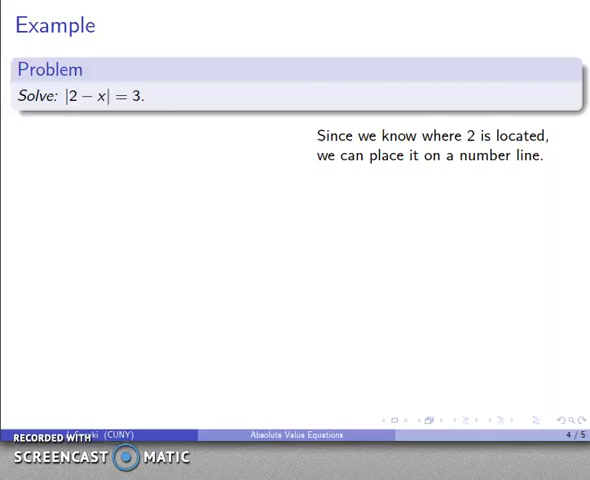 Example
Problem
Solve: |2 − x| = 3.
Since we know where 2 is located,
we can place it on a number line.
(CUNY) Absolute Value Equations 4 / 5
RECORDED WITH
SCREENCAST MATIC